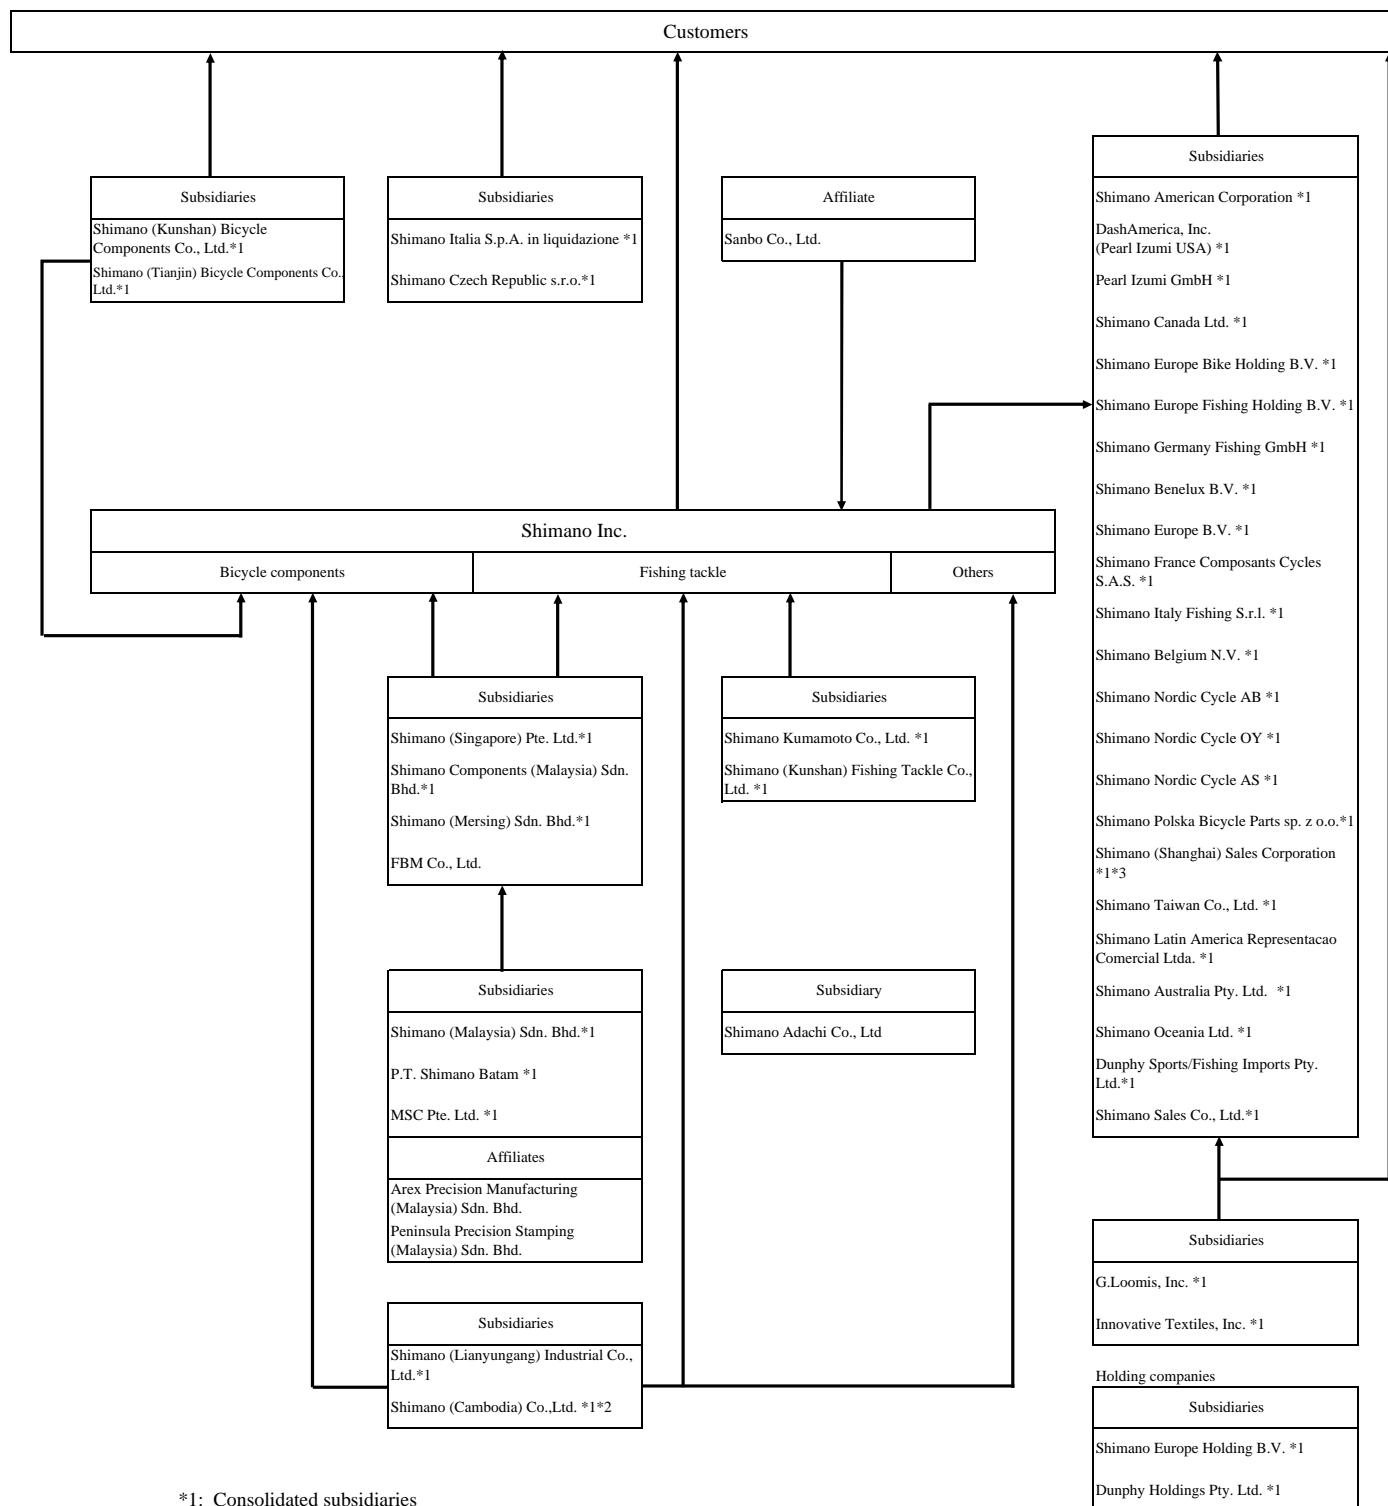 Customers
Subsidiaries
Shimano (Kunshan) Bicycle
Components Co., Ltd.*1
Shimano (Tianjin) Bicycle Components Co.,
Ltd.*1
Subsidiaries
Shimano Italia S.p.A. in liquidazione *1
Shimano Czech Republic s.r.o.*1
Affiliate
Sanbo Co., Ltd.
Subsidiaries
Shimano American Corporation *1
DashAmerica, Inc.
(Pearl Izumi USA) *1
Pearl Izumi GmbH *1
Shimano Canada Ltd. *1
Shimano Europe Bike Holding B.V. *1
Shimano Europe Fishing Holding B.V. *1
Shimano Germany Fishing GmbH *1
Shimano Benelux B.V. *1
Shimano Europe B.V. *1
Shimano France Composants Cycles
S.A.S. *1
Shimano Italy Fishing S.r.l. *1
Shimano Belgium N.V. *1
Shimano Nordic Cycle AB *1
Shimano Nordic Cycle OY *1
Shimano Nordic Cycle AS *1
Shimano Polska Bicycle Parts sp. z o.o.*1
Shimano (Shanghai) Sales Corporation
*1*3
Shimano Taiwan Co., Ltd. *1
Shimano Latin America Representacao
Comercial Ltda. *1
Shimano Australia Pty. Ltd. *1
Shimano Oceania Ltd. *1
Dunphy Sports/Fishing Imports Pty.
Ltd.*1
Shimano Sales Co., Ltd.*1
Shimano Inc.
Bicycle components
Fishing tackle
Others
Subsidiaries
Shimano (Singapore) Pte. Ltd.*1
Shimano Components (Malaysia) Sdn.
Bhd.*1
Shimano (Mersing) Sdn. Bhd.*1
FBM Co., Ltd.
Subsidiaries
Shimano Kumamoto Co., Ltd. *1
Shimano (Kunshan) Fishing Tackle Co.,
Ltd. *1
Subsidiaries
Shimano (Malaysia) Sdn. Bhd.*1
P.T. Shimano Batam *1
MSC Pte. Ltd. *1
Affiliates
Arex Precision Manufacturing
(Malaysia) Sdn. Bhd.
Peninsula Precision Stamping
(Malaysia) Sdn. Bhd.
Subsidiary
Shimano Adachi Co., Ltd
Subsidiaries
G.Loomis, Inc. *1
Innovative Textiles, Inc. *1
Subsidiaries
Shimano (Lianyungang) Industrial Co.,
Ltd.*1
Shimano (Cambodia) Co.,Ltd. *1*2
Holding companies
Subsidiaries
Shimano Europe Holding B.V. *1
Dunphy Holdings Pty. Ltd. *1
*1: Consolidated subsidiaries